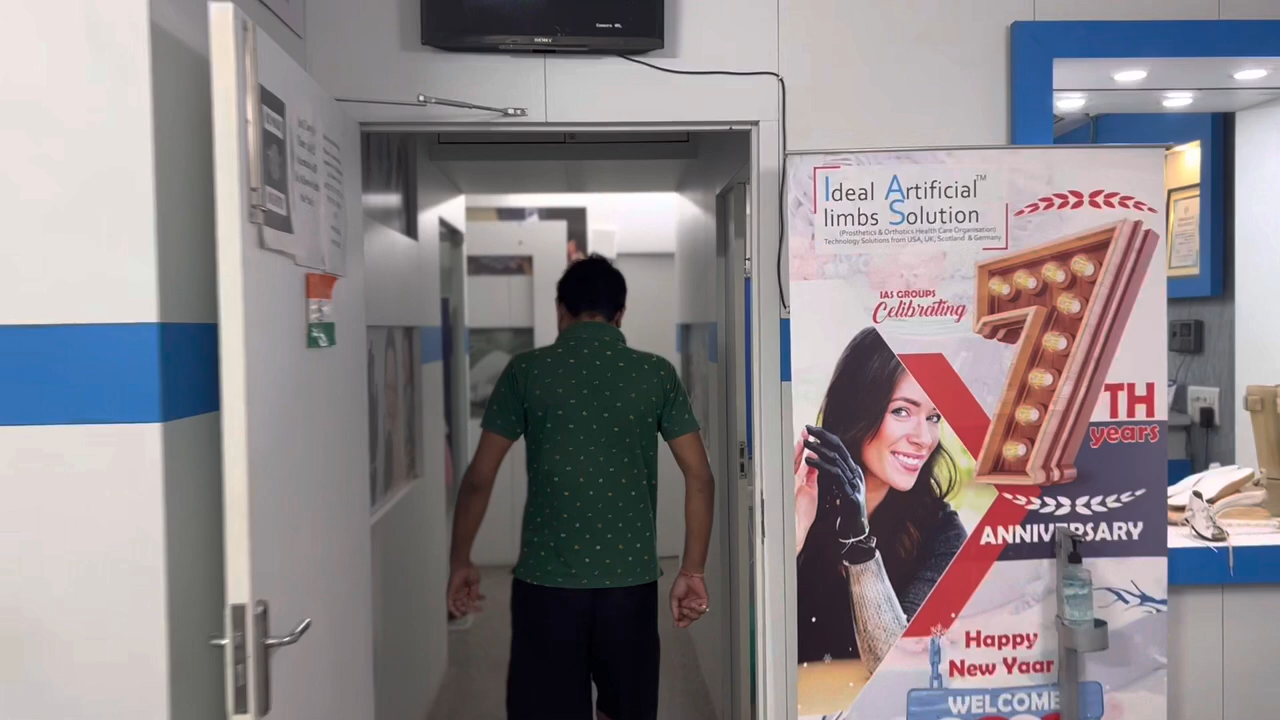 SONY
Ideal Artificial™
limbs Solution
(Prosthetics & Orthotics Health Care Organisation)
Technology Solutions from USA, UK, Scotland & Germany
IAS GROUPS
Celibrating
7
TH
years
ANNIVERSARY
Happy
New Yaar
WELCOME